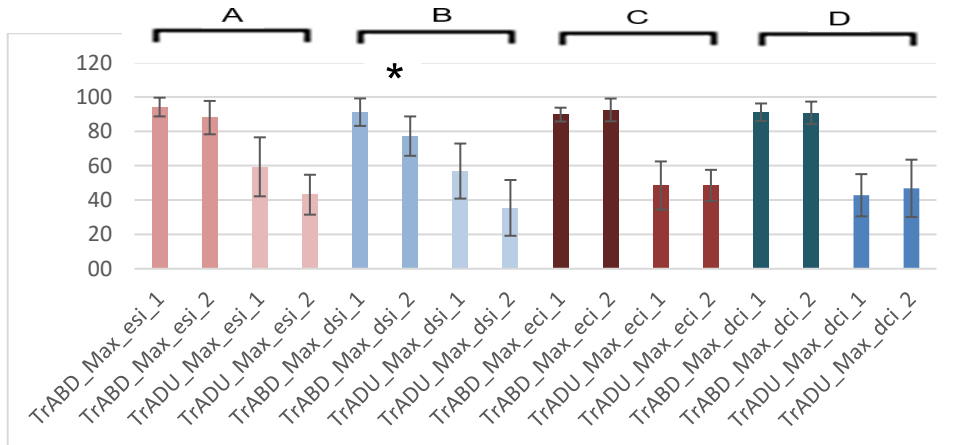 A B C D
120
*
100
80
60
40
20
00
TrABD_Max_esi_1
TrABD_Max_esi_2
TrADU_Max_esi_1
TrADU_Max_esi_2
TrABD_Max_dsi_1
TrABD_Max_dsi_2
TrADU_Max_dsi_1
TrADU_Max_dsi_2
TrABD_Max_eci_1
TrABD_Max_eci_2
TrADU_Max_eci_1
TrADU_Max_eci_2
TrABD_Max_dci_1
TrABD_Max_dci_2
TrADU_Max_dci_1
TrADU_Max_dci_2